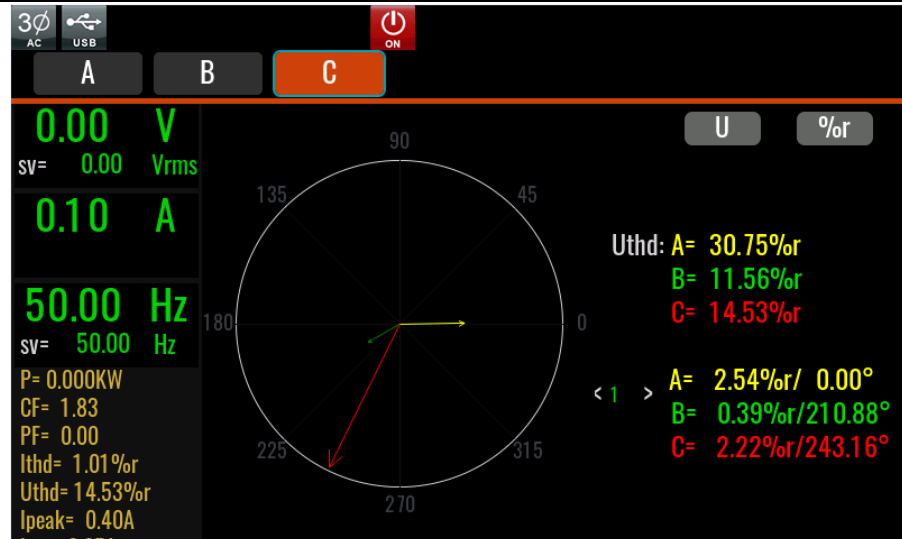 3Ø
AC
USB
ON
A B C
0.00 V
sv= 0.00 Vrms
0.10 A
50.00 Hz
sv= 50.00 Hz
P= 0.000KW
CF= 1.83
PF= 0.00
Ithd= 1.01%r
Uthd= 14.53%r
Ipeak= 0.40A
90
135 45
180 0
225 315
270
U %r
Uthd: A= 30.75%r
B= 11.56%r
C= 14.53%r
< 1 > A= 2.54%r/ 0.00°
B= 0.39%r/210.88°
C= 2.22%r/243.16°